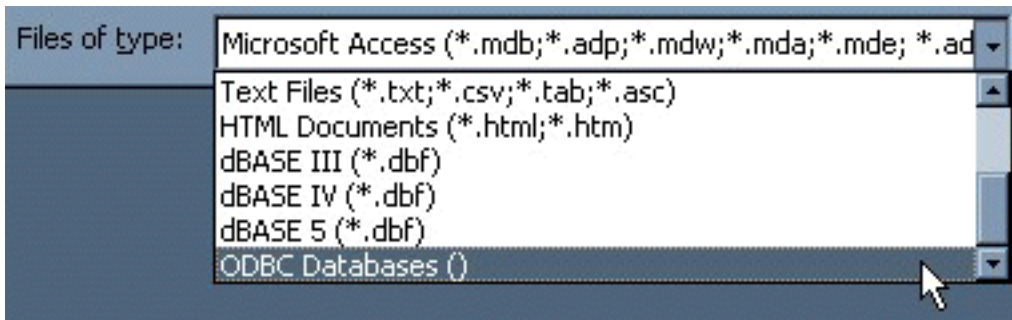 Files of type: Microsoft Access (*.mdb;*.adp;*.mdw;*.mda;*.mde; *.ad
Text Files (*.txt;*.csv;*.tab;*.asc)
HTML Documents (*.html;*.htm)
dBASE III (*.dbf)
dBASE IV (*.dbf)
dBASE 5 (*.dbf)
ODBC Databases ()